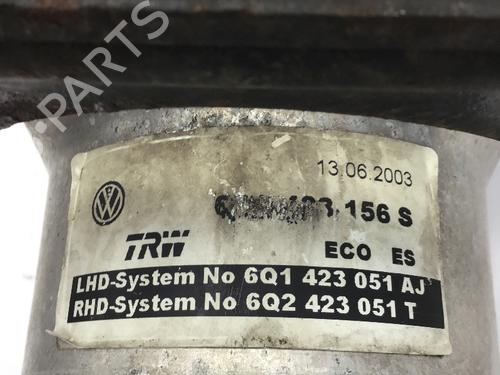 PARTS
13.06.2003
156 S
TRW
ECO ES
LHD-System No 6Q1 423 051 AJ
RHD-System No 6Q2 423 051 T